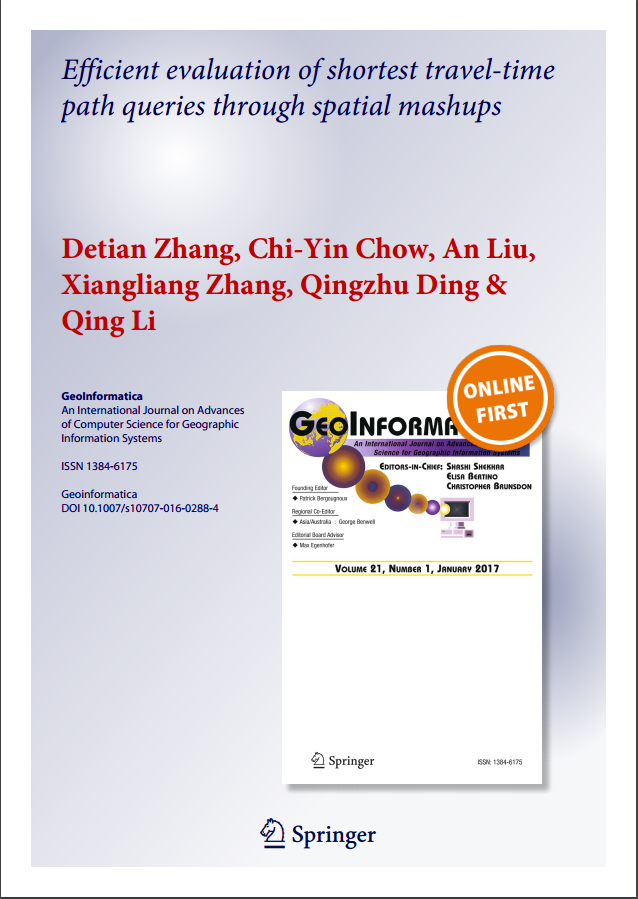 Efficient evaluation of shortest travel-time
path queries through spatial mashups
Detian Zhang, Chi-Yin Chow, An Liu,
Xiangliang Zhang, Qingzhu Ding &
Qing Li
GeoInformatica
An International Journal on Advances
of Computer Science for Geographic
Information Systems
ISSN 1384-6175
Geoinformatica
DOI 10.1007/s10707-016-0288-4
ONLINE
FIRST
GEOINFORMA
An International Journal on Advances of Computer
Science for Geographic Information Systems
EDITORS-IN-CHIEF: SHASHI SHEKHAR
ELISA BERTINO
CHRISTOPHER BRUNSDON
Founding Editor
◆ Patrick Bergougnoux
Regional Co-Editor
◆ Asia/Australia : George Benwell
Editorial Board Advisor
◆ Max Egenhofer
VOLUME 21, NUMBER 1, JANUARY 2017
Springer
ISSN: 1384-6175
Springer